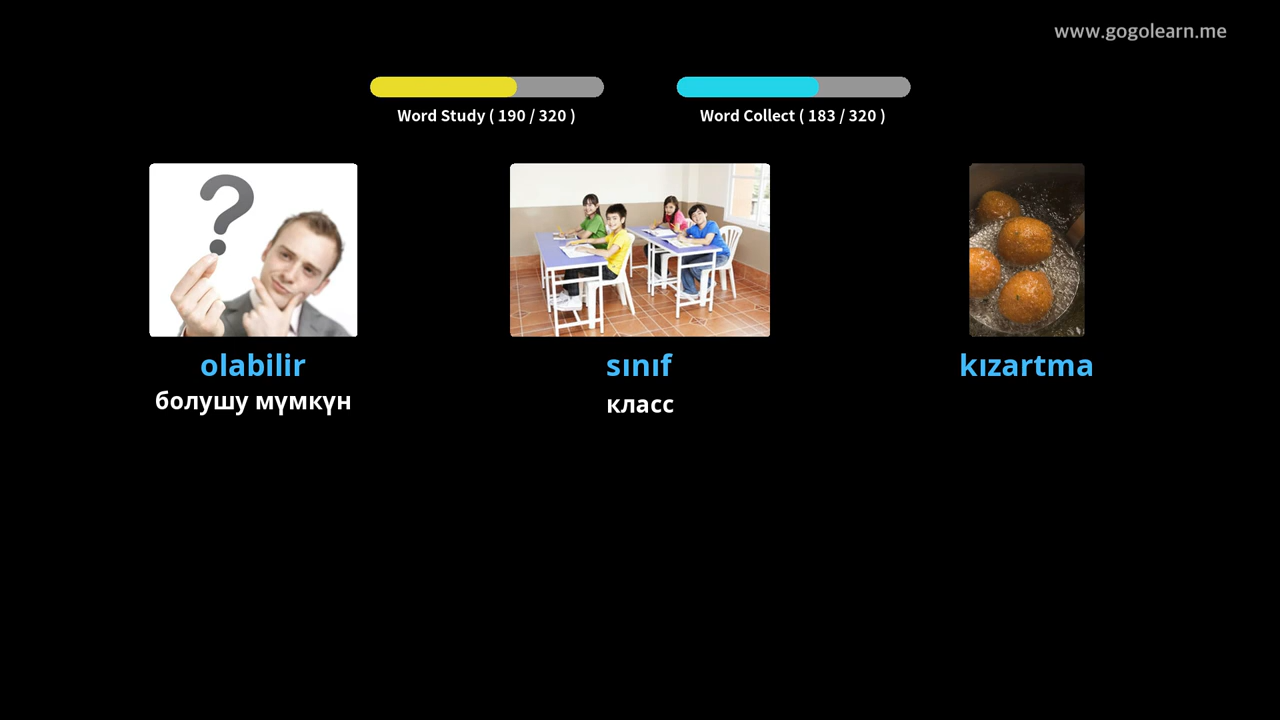 www.gogolearn.me
Word Study ( 190 / 320 )
Word Collect ( 183 / 320 )
olabilir
болушу мүмкүн
sınıf
класс
kızartma